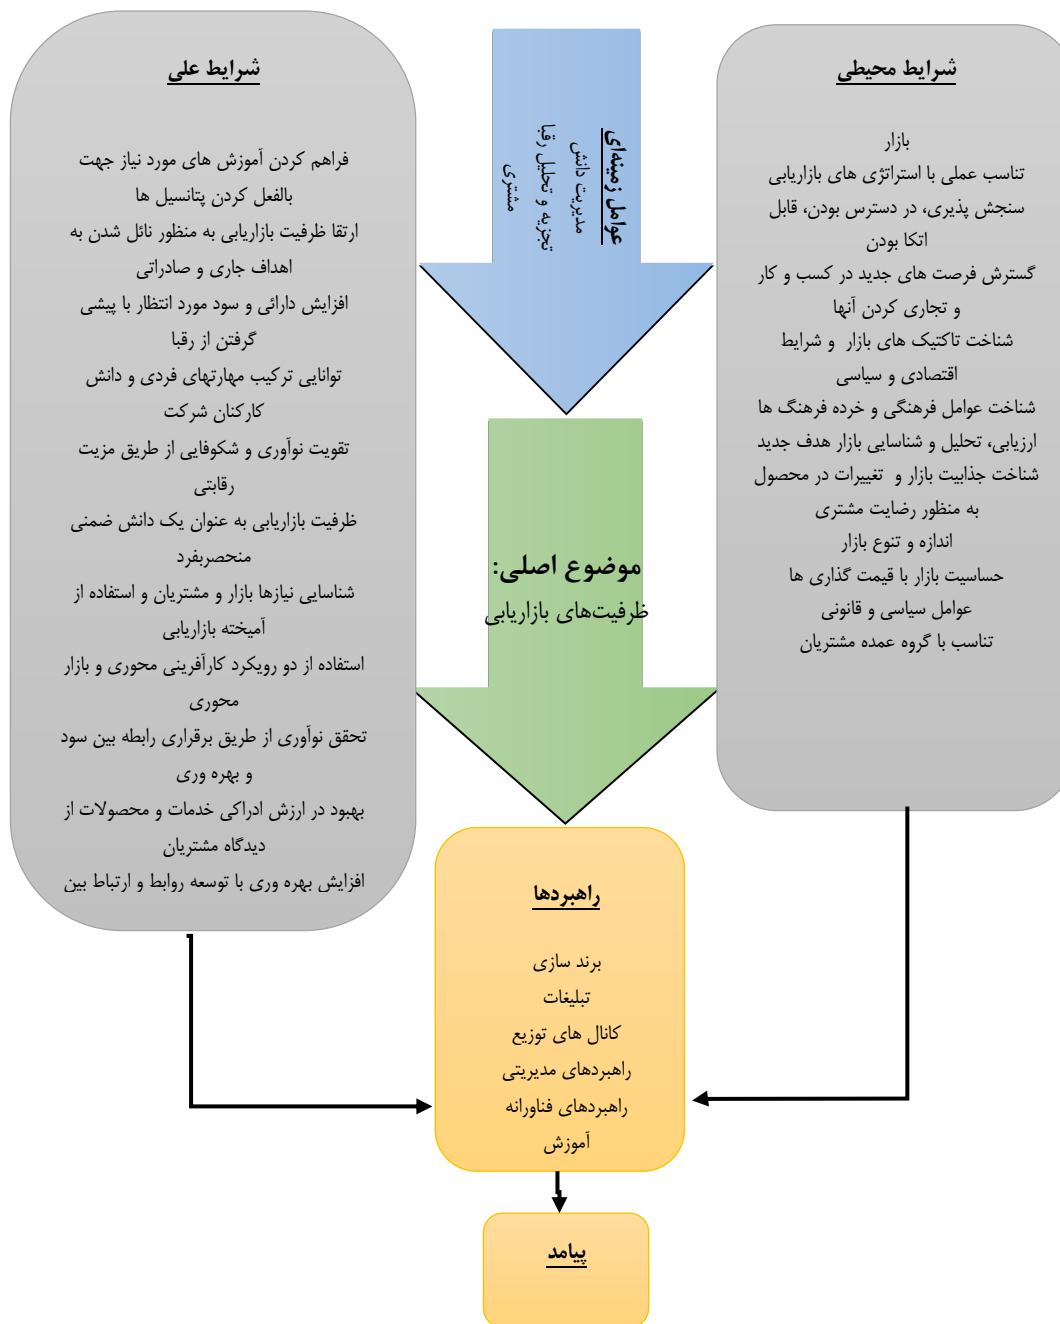 شرایط محیطی
بازار
تناسب عملی با استراتژی های بازاریابی
سنجش پذیری، در دسترس بودن، قابل
اتکا بودن
گسترش فرصت های جدید در کسب و کار
و تجاری کردن آنها
شناخت تاکتیک های بازار و شرایط
اقتصادی و سیاسی
شناخت عوامل فرهنگی و خرده فرهنگ ها
ارزیابی، تحلیل و شناسایی بازار هدف جدید
شناخت جذابیت بازار و تغییرات در محصول
به منظور رضایت مشتری
اندازه و تنوع بازار
حساسیت بازار با قیمت گذاری ها
عوامل سیاسی و قانونی
تناسب با گروه عمده مشتریان
عوامل زمینه‌ای
مدیریت دانش
تجزیه و تحلیل رقبا
مشتری
شرایط علی
فراهم کردن آموزش های مورد نیاز جهت
بالفعل کردن پتانسیل ها
ارتقا ظرفیت بازاریابی به منظور نائل شدن به
اهداف جاری و صادراتی
افزایش دارائی و سود مورد انتظار با پیشی
گرفتن از رقبا
توانایی ترکیب مهارتهای فردی و دانش
کارکنان شرکت
تقویت نوآوری و شکوفایی از طریق مزیت
رقابتی
ظرفیت بازاریابی به عنوان یک دانش ضمنی
منحصربفرد
شناسایی نیازها بازار و مشتریان و استفاده از
آمیخته بازاریابی
استفاده از دو رویکرد کارآفرینی محوری و بازار
محوری
تحقق نوآوری از طریق برقراری رابطه بین سود
و بهره وری
بهبود در ارزش ادراکی خدمات و محصولات از
دیدگاه مشتریان
افزایش بهره وری با توسعه روابط و ارتباط بین
موضوع اصلی:
ظرفیت‌های بازاریابی
راهبردها
برند سازی
تبلیغات
کانال های توزیع
راهبردهای مدیریتی
راهبردهای فناورانه
آموزش
پیامد